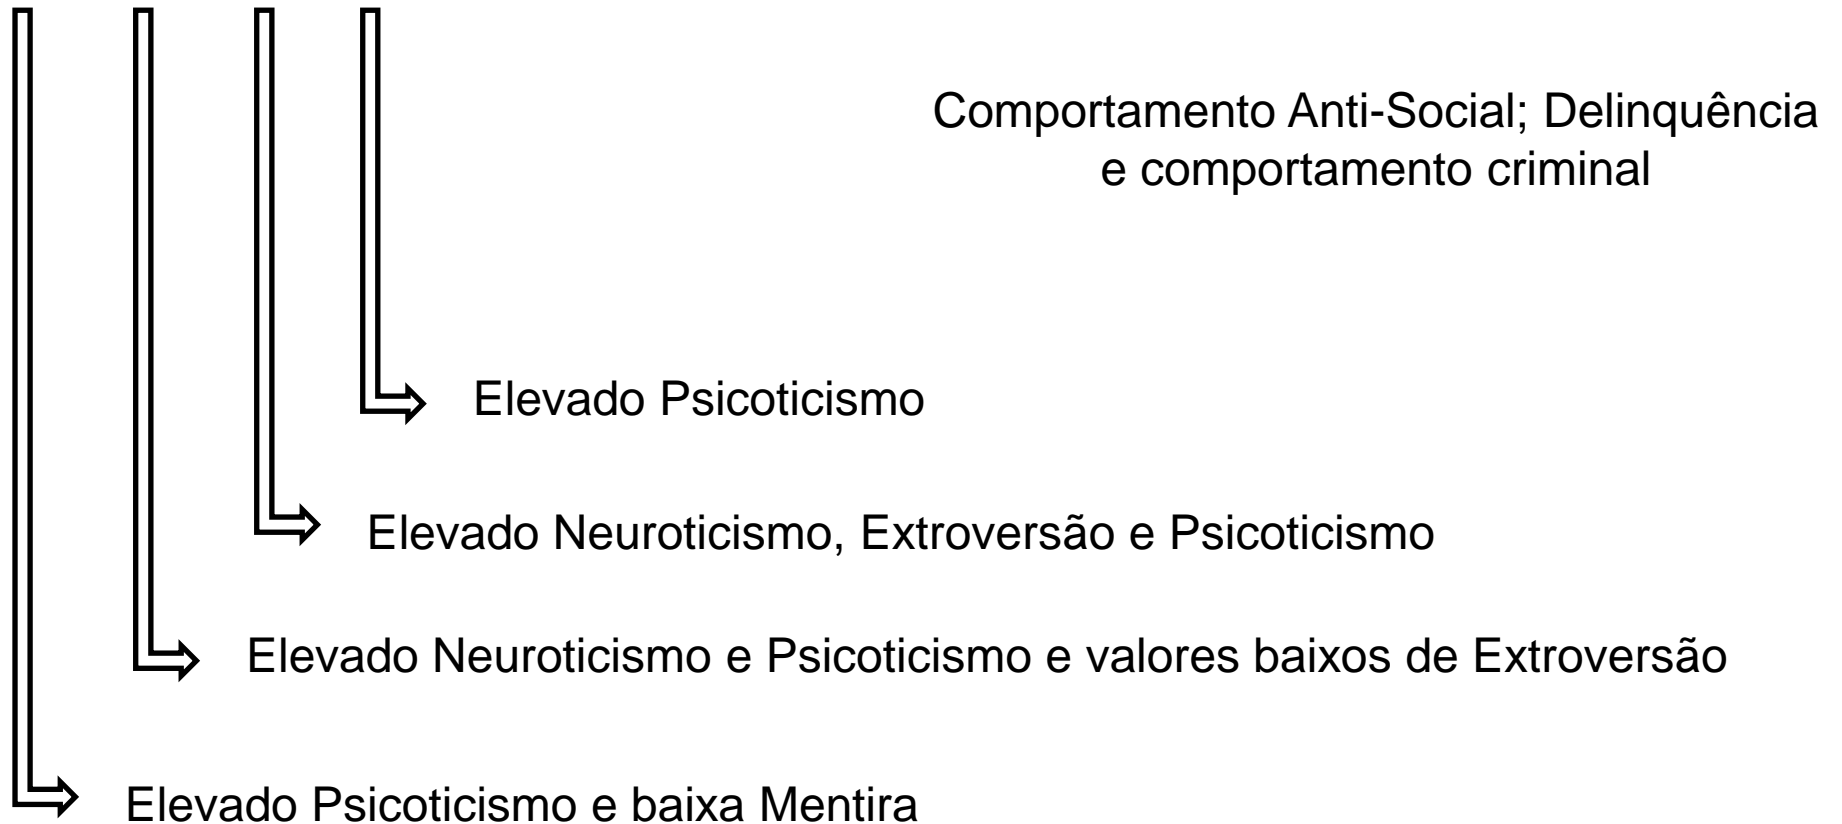 Comportamento Anti-Social; Delinquência
e comportamento criminal
Elevado Psicoticismo
Elevado Neuroticismo, Extroversão e Psicoticismo
Elevado Neuroticismo e Psicoticismo e valores baixos de Extroversão
Elevado Psicoticismo e baixa Mentira